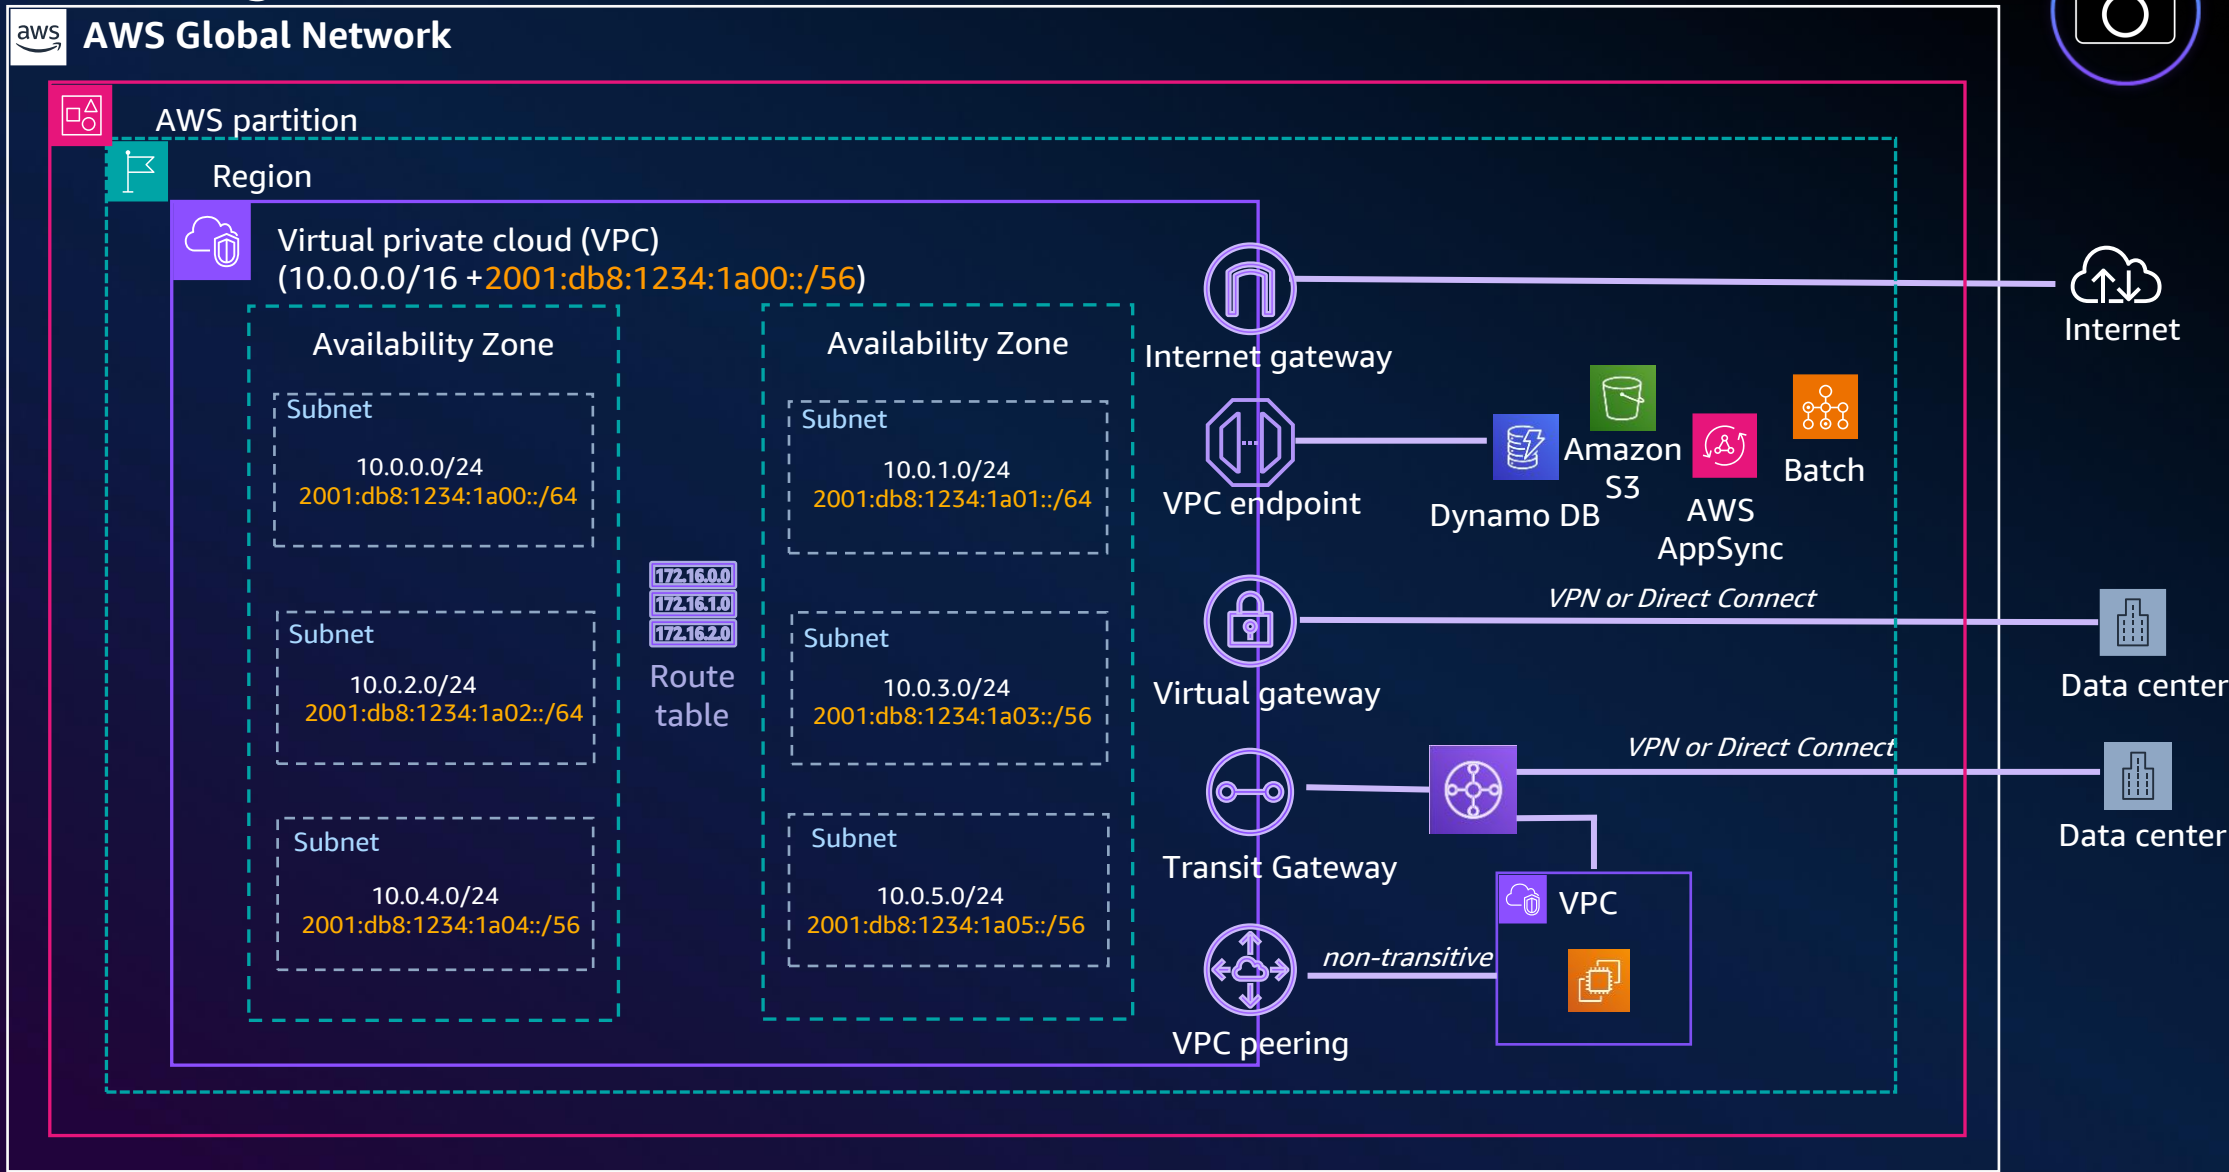 aws
AWS Global Network
AWS partition
Region
Virtual private cloud (VPC)
(10.0.0.0/16 +2001:db8:1234:1a00::/56)
Availability Zone
Subnet
10.0.0.0/24
2001:db8:1234:1a00::/64
Subnet
10.0.2.0/24
2001:db8:1234:1a02::/64
Subnet
10.0.4.0/24
2001:db8:1234:1a04::/56
172.16.0.0
172.16.1.0
172.16.2.0
Route
table
Availability Zone
Subnet
10.0.1.0/24
2001:db8:1234:1a01::/64
Subnet
10.0.3.0/24
2001:db8:1234:1a03::/56
Subnet
10.0.5.0/24
2001:db8:1234:1a05::/56
Internet gateway
Internet
VPC endpoint
Dynamo DB
Amazon
S3
AWS
AppSync
Batch
Virtual gateway
VPN or Direct Connect
Data center
Transit Gateway
VPN or Direct Connect
Data center
VPC peering
non-transitive
VPC